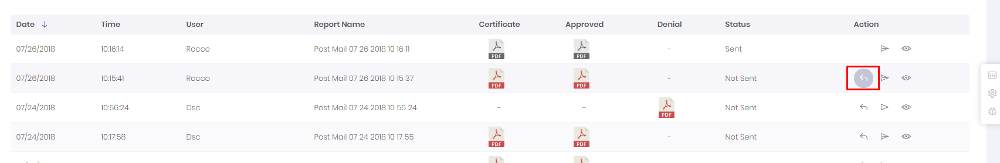 Date Time User Report Name Certificate Approved Denial Status Action
07/26/2018 10:16:14 Rocco Post Mail 07 26 2018 10 16 11 PDF PDF - Sent
07/26/2018 10:15:41 Rocco Post Mail 07 26 2018 10 15 37 PDF PDF - Not Sent
07/24/2018 10:56:24 Dsc Post Mail 07 24 2018 10 56 24 - - PDF Not Sent
07/24/2018 10:17:58 Dsc Post Mail 07 24 2018 10 17 55 PDF PDF - Not Sent